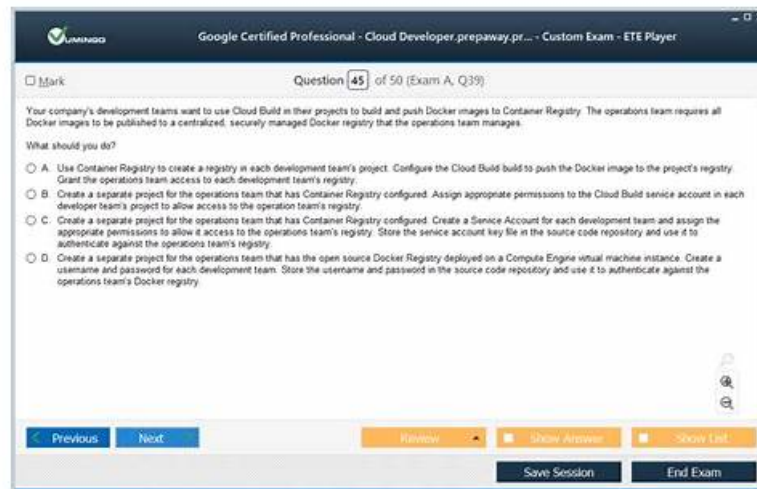 VUMINGO
Google Certified Professional - Cloud Developer.prepaway.pr... - Custom Exam - ETE Player
Mark
Question 45 of 50 (Exam A, Q39)
Your company's development teams want to use Cloud Build in their projects to build and push Docker images to Container Registry. The operations team requires all
Docker images to be published to a centralized, securely managed Docker registry that the operations team manages.
What should you do?
A. Use Container Registry to create a registry in each development team's project. Configure the Cloud Build build to push the Docker image to the project's registry.
Grant the operations team access to each development team's registry.
B. Create a separate project for the operations team that has Container Registry configured. Assign appropriate permissions to the Cloud Build service account in each
developer team's project to allow access to the operation team's registry.
C. Create a separate project for the operations team that has Container Registry configured. Create a Service Account for each development team and assign the
appropriate permissions to allow it access to the operations team's registry. Store the service account key file in the source code repository and use it to
authenticate against the operations team's registry.
D. Create a separate project for the operations team that has the open source Docker Registry deployed on a Compute Engine virtual machine instance. Create a
username and password for each development team. Store the username and password in the source code repository and use it to authenticate against the
operations team's Docker registry.
Previous Next Review Show Answer Show List
Save Session End Exam